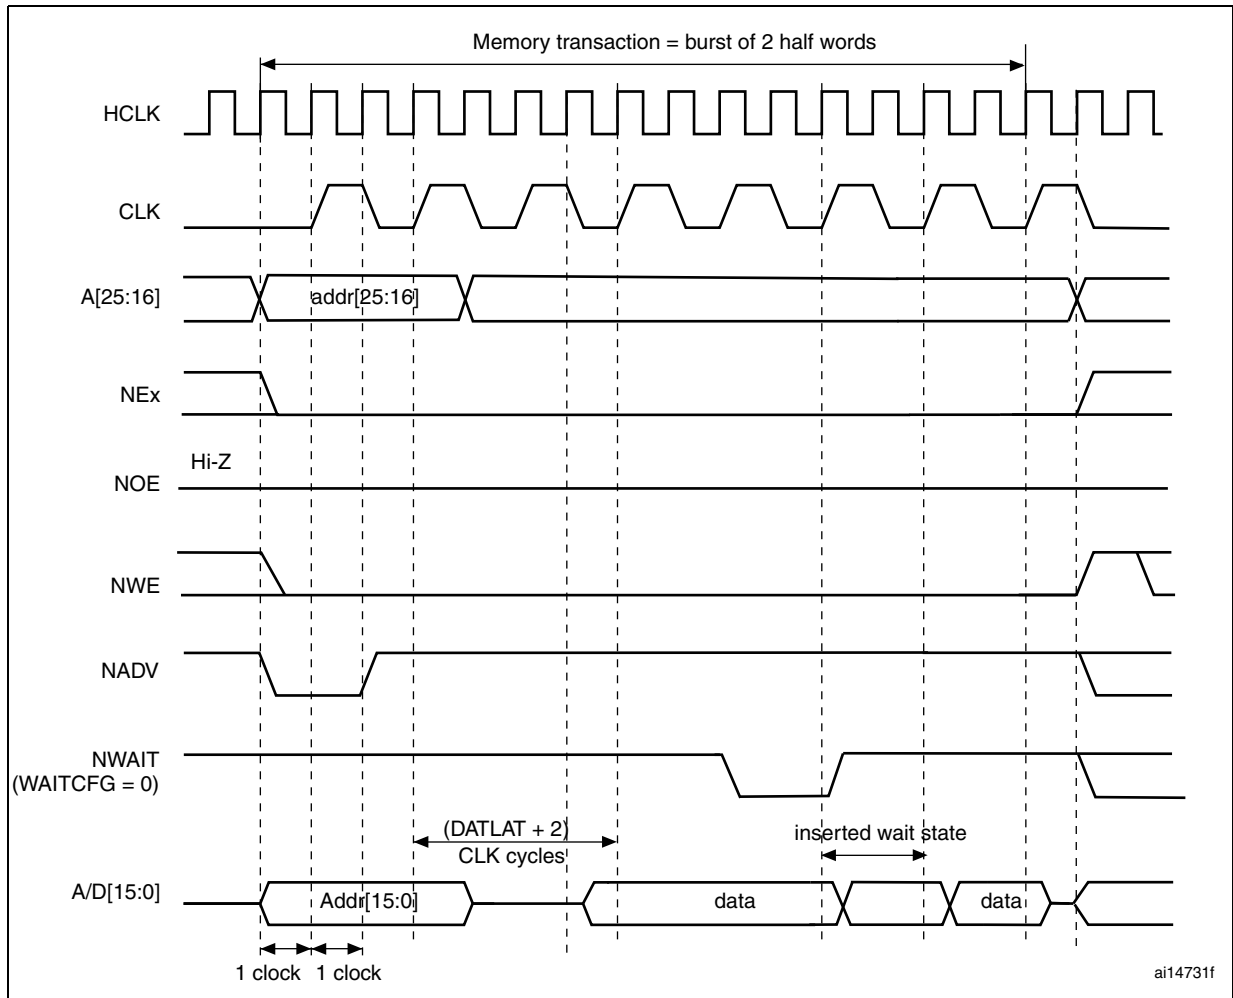 Memory transaction = burst of 2 half words
HCLK
CLK
A[25:16]
addr[25:16]
NEx
Hi-Z
NOE
NWE
NADV
NWAIT
(WAITCFG = 0)
(DATLAT + 2)
CLK cycles
inserted wait state
A/D[15:0]
Addr[15:0]
data
data
1 clock
1 clock
ai14731f